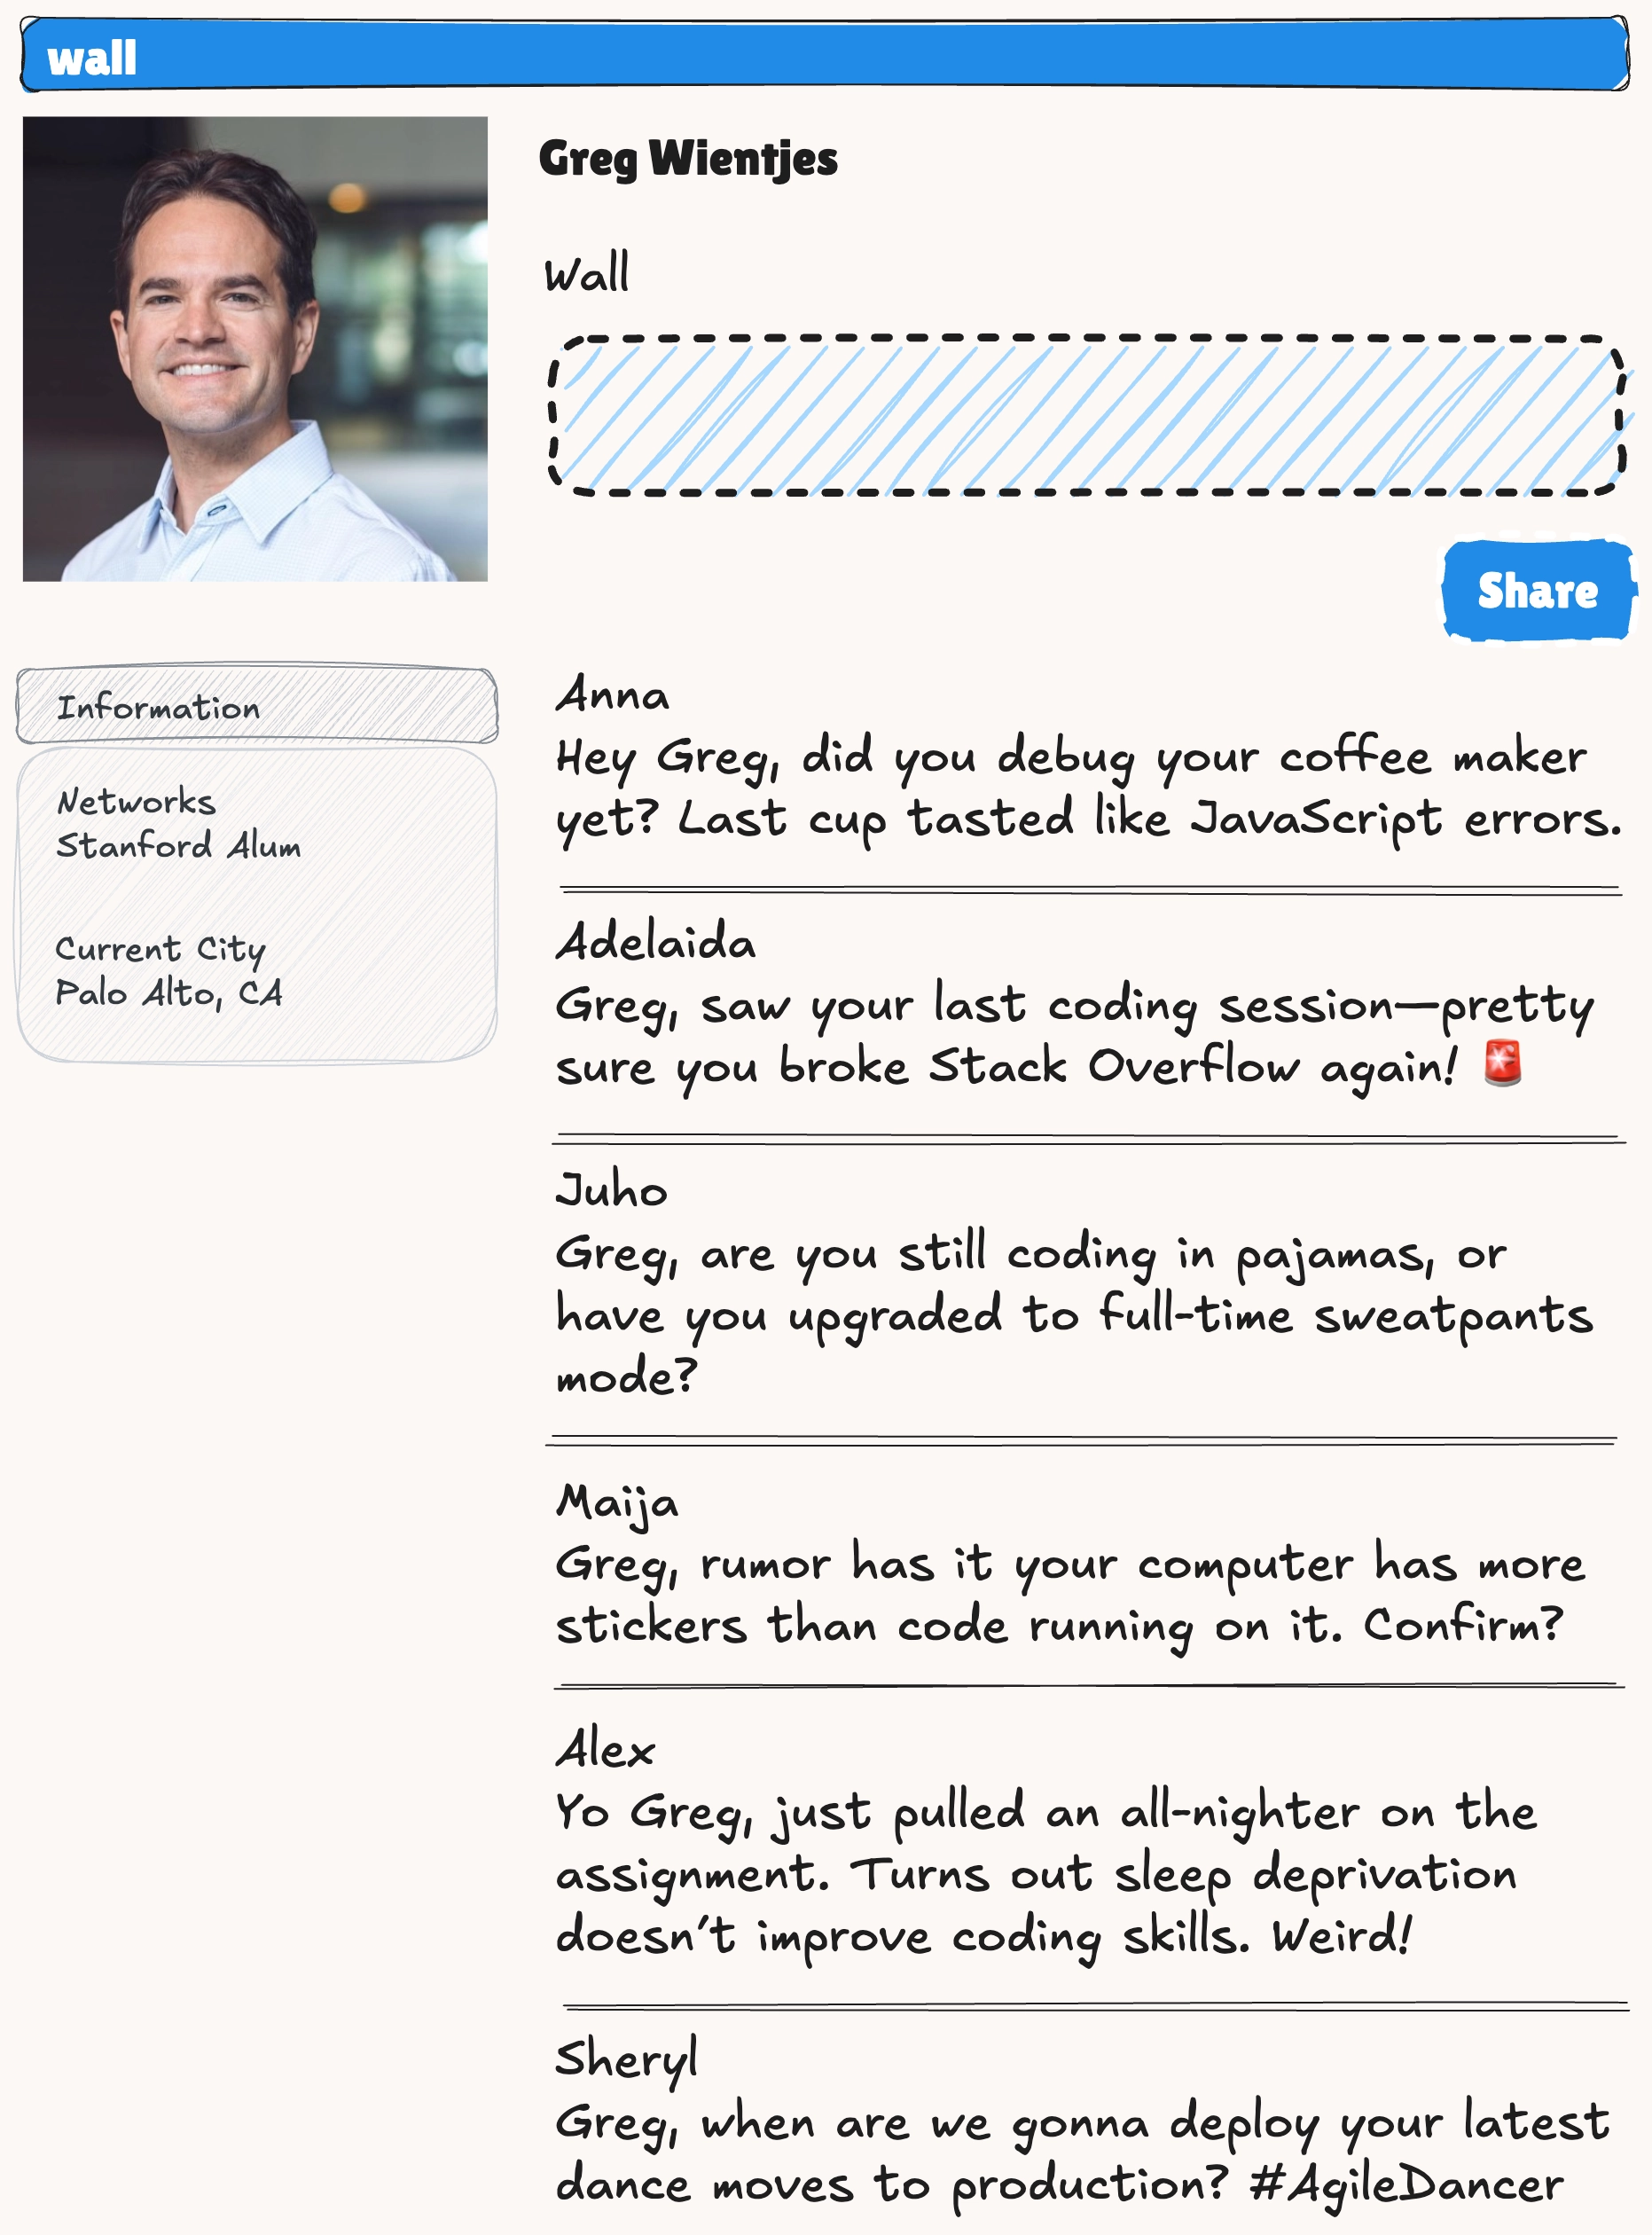 wall
Greg Wientjes
Wall
Share
Information
Networks
Stanford Alum
Current City
Palo Alto, CA
Anna
Hey Greg, did you debug your coffee maker
yet? Last cup tasted like JavaScript errors.
Adelaida
Greg, saw your last coding session—pretty
sure you broke Stack Overflow again! 🚨
Juho
Greg, are you still coding in pajamas, or
have you upgraded to full-time sweatpants
mode?
Maija
Greg, rumor has it your computer has more
stickers than code running on it. Confirm?
Alex
Yo Greg, just pulled an all-nighter on the
assignment. Turns out sleep deprivation
doesn't improve coding skills. Weird!
Sheryl
Greg, when are we gonna deploy your latest
dance moves to production? #AgileDancer